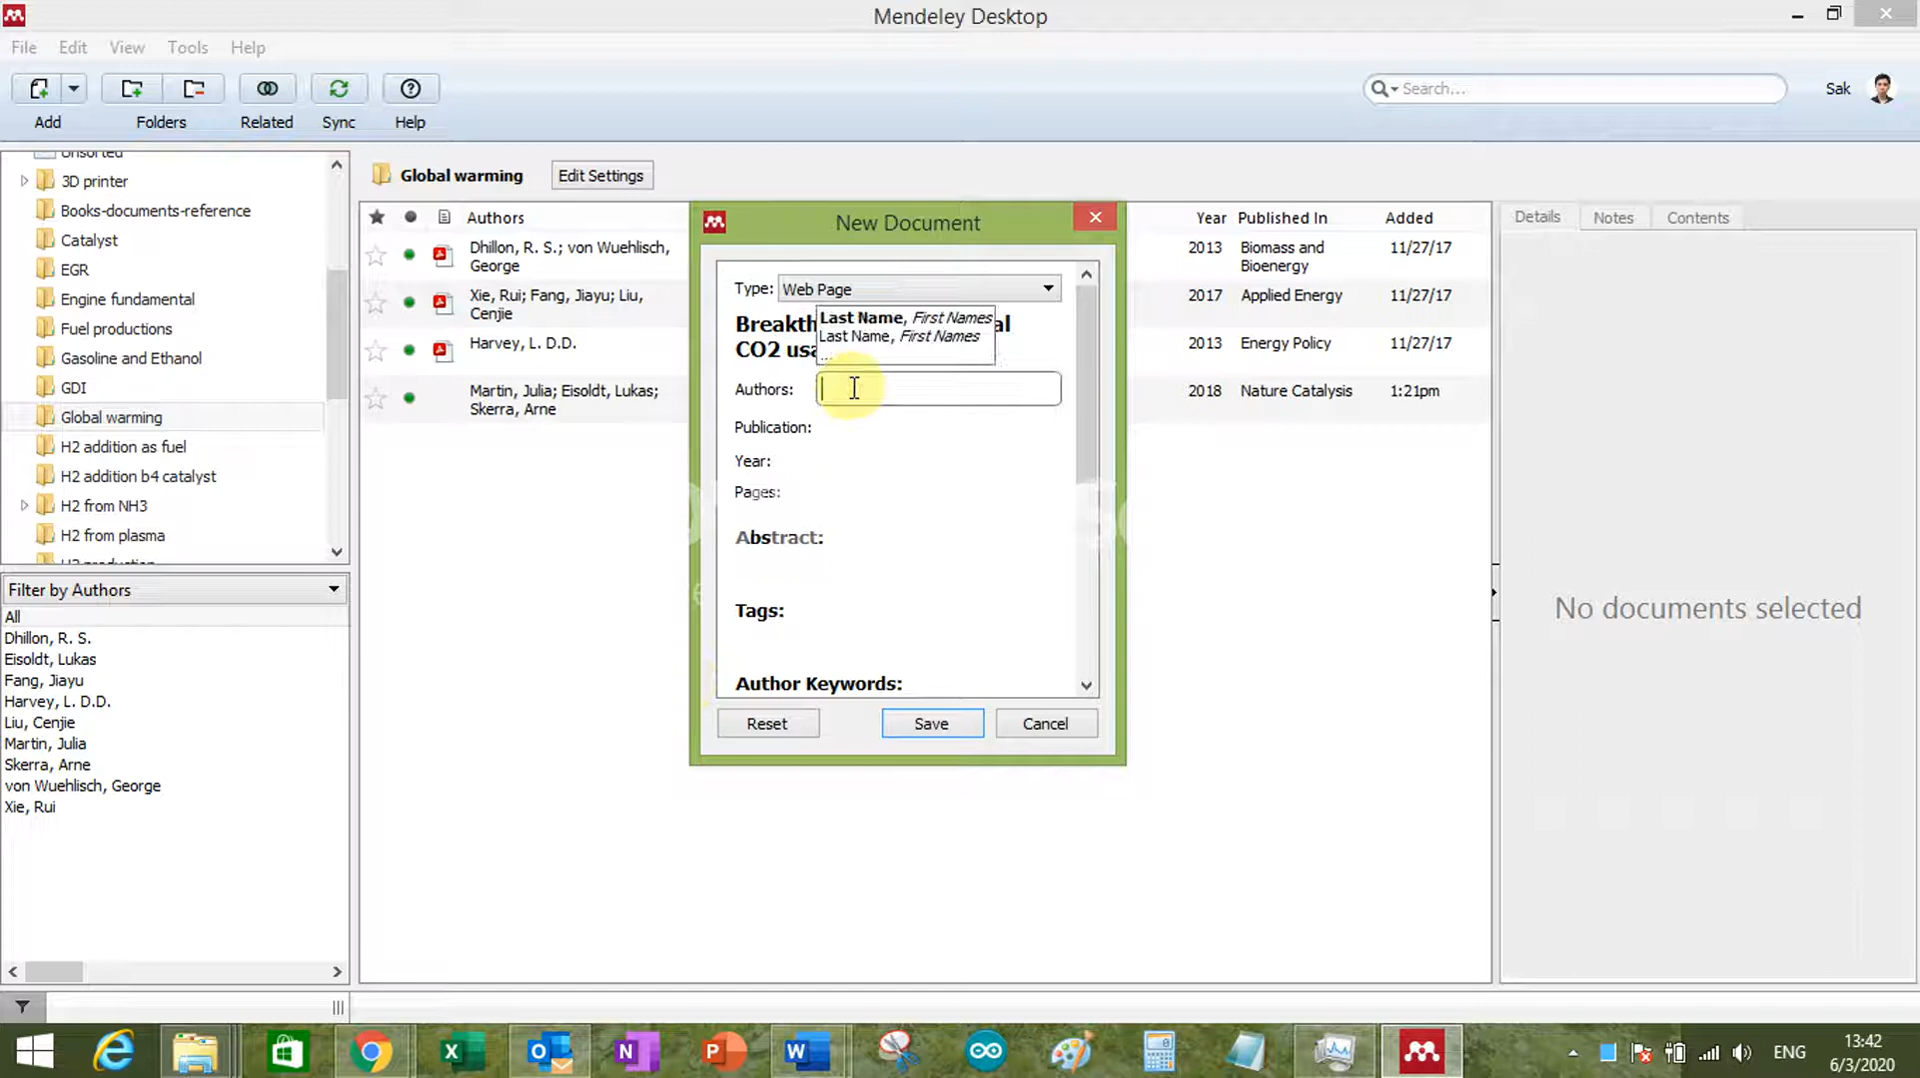 Mendeley Desktop
File Edit View Tools Help
Search...
Sak
Add Folders Related Sync Help
Unsorted
3D printer
Books-documents-reference
Catalyst
EGR
Engine fundamental
Fuel productions
Gasoline and Ethanol
GDI
Global warming
H2 addition as fuel
H2 addition b4 catalyst
H2 from NH3
H2 from plasma
H2 production
Filter by Authors
All
Dhillon, R. S.
Eisoldt, Lukas
Fang, Jiayu
Harvey, L. D.D.
Liu, Cenjie
Martin, Julia
Skerra, Arne
von Wuehlisch, George
Xie, Rui
Global warming Edit Settings
Authors Year Published In Added
Dhillon, R. S.; von Wuehlisch, 2013 Biomass and 11/27/17
George Bioenergy
Xie, Rui; Fang, Jiayu; Liu, 2017 Applied Energy 11/27/17
Cenjie
Harvey, L. D.D. 2013 Energy Policy 11/27/17
Martin, Julia; Eisoldt, Lukas; 2018 Nature Catalysis 1:21pm
Skerra, Arne
New Document
Type: Web Page
Last Name, First Names
Last Name, First Names
...
CO2
Authors:
Publication:
Year:
Pages:
Abstract:
Tags:
Author Keywords:
Reset Save Cancel
Details Notes Contents
No documents selected
ENG
13:42
6/3/2020